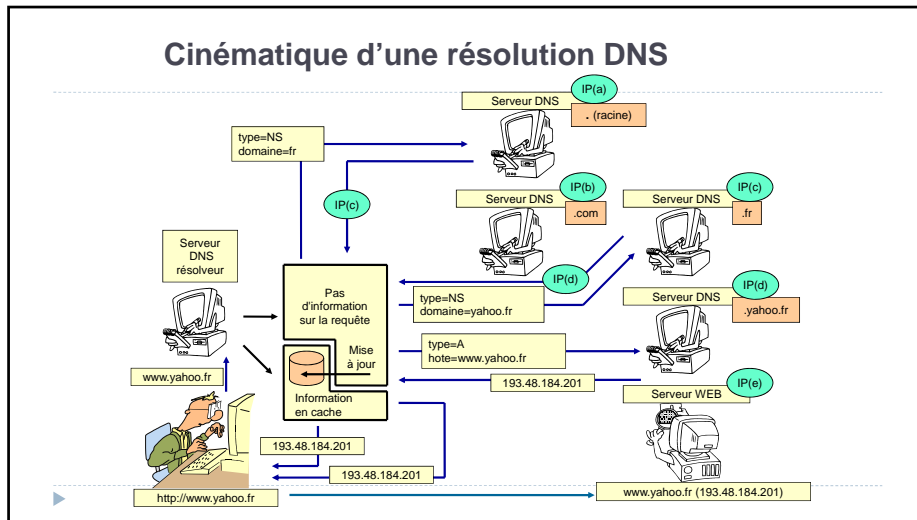 Cinématique d'une résolution DNS
IP(a)
Serveur DNS
. (racine)
type=NS
domaine=fr
IP(c)
IP(b)
Serveur DNS
.com
IP(c)
Serveur DNS
.fr
Serveur
DNS
résolveur
Pas
d'information
sur la requête
IP(d)
type=NS
domaine=yahoo.fr
IP(d)
Serveur DNS
.yahoo.fr
type=A
hote=www.yahoo.fr
Mise
à jour
193.48.184.201
www.yahoo.fr
Information
en cache
Serveur WEB
IP(e)
193.48.184.201
193.48.184.201
http://www.yahoo.fr
www.yahoo.fr (193.48.184.201)